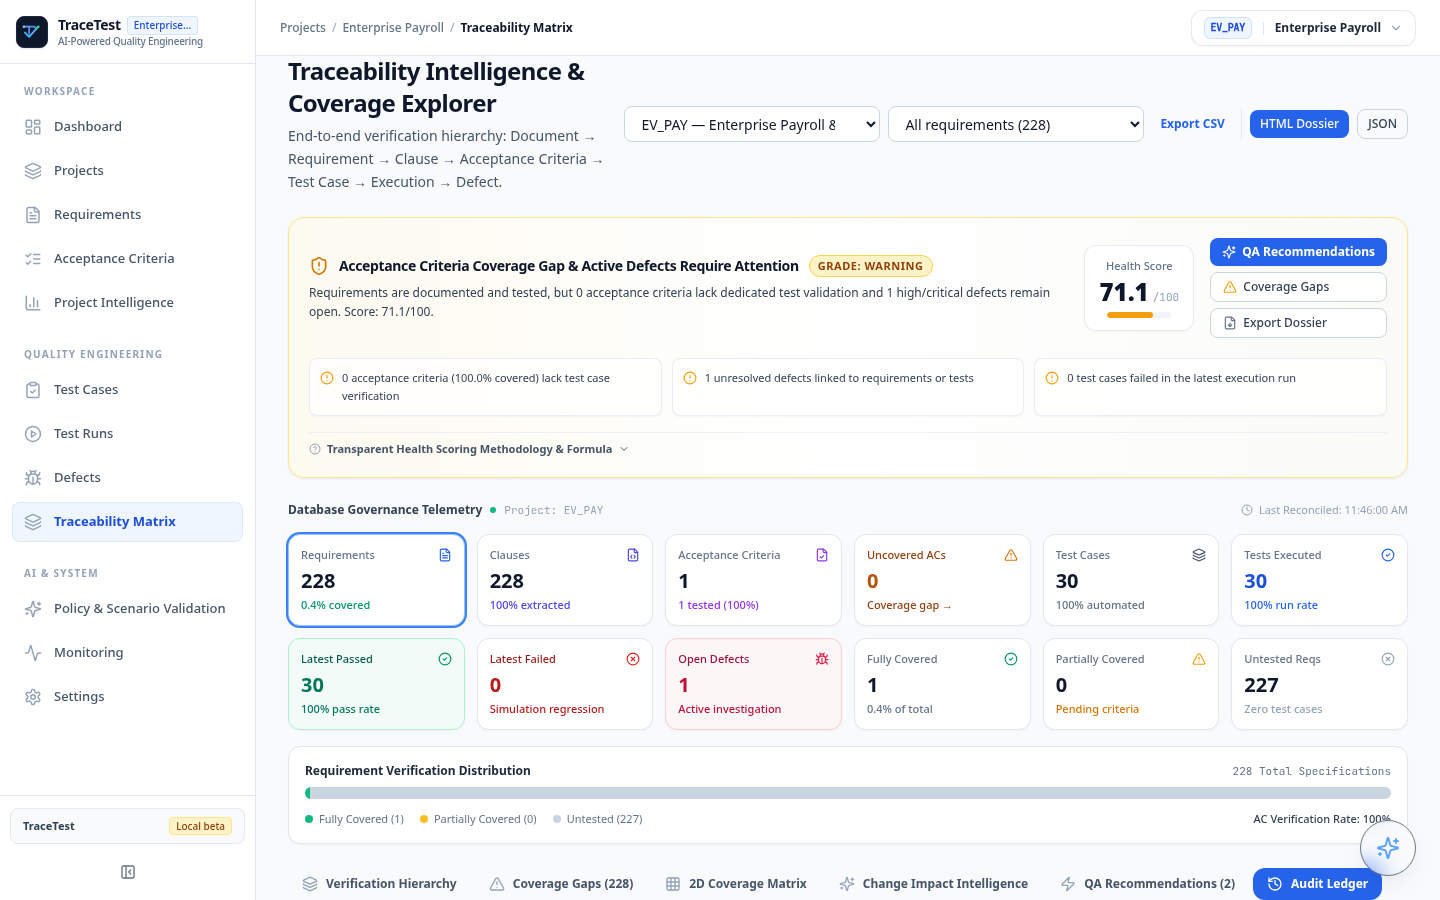 TraceTest Enterprise...
AI-Powered Quality Engineering
WORKSPACE
Dashboard
Projects
Requirements
Acceptance Criteria
Project Intelligence
QUALITY ENGINEERING
Test Cases
Test Runs
Defects
Traceability Matrix
AI & SYSTEM
Policy & Scenario Validation
Monitoring
Settings
TraceTest Local beta
Projects / Enterprise Payroll / Traceability Matrix
EV_PAY Enterprise Payroll
Traceability Intelligence &
Coverage Explorer
End-to-end verification hierarchy: Document →
Requirement → Clause → Acceptance Criteria →
Test Case → Execution → Defect.
EV_PAY — Enterprise Payroll &
All requirements (228)
Export CSV
HTML Dossier
JSON
Acceptance Criteria Coverage Gap & Active Defects Require Attention GRADE: WARNING
Requirements are documented and tested, but 0 acceptance criteria lack dedicated test validation and 1 high/critical defects remain
open. Score: 71.1/100.
Health Score
71.1 /100
QA Recommendations
Coverage Gaps
Export Dossier
0 acceptance criteria (100.0% covered) lack test case
verification
1 unresolved defects linked to requirements or tests
0 test cases failed in the latest execution run
Transparent Health Scoring Methodology & Formula
Database Governance Telemetry Project: EV_PAY
Last Reconciled: 11:46:00 AM
Requirements
228
0.4% covered
Clauses
228
100% extracted
Acceptance Criteria
1
1 tested (100%)
Uncovered ACs
0
Coverage gap →
Test Cases
30
100% automated
Tests Executed
30
100% run rate
Latest Passed
30
100% pass rate
Latest Failed
0
Simulation regression
Open Defects
1
Active investigation
Fully Covered
1
0.4% of total
Partially Covered
0
Pending criteria
Untested Reqs
227
Zero test cases
Requirement Verification Distribution
228 Total Specifications
Fully Covered (1)
Partially Covered (0)
Untested (227)
AC Verification Rate: 100%
Verification Hierarchy
Coverage Gaps (228)
2D Coverage Matrix
Change Impact Intelligence
QA Recommendations (2)
Audit Ledger